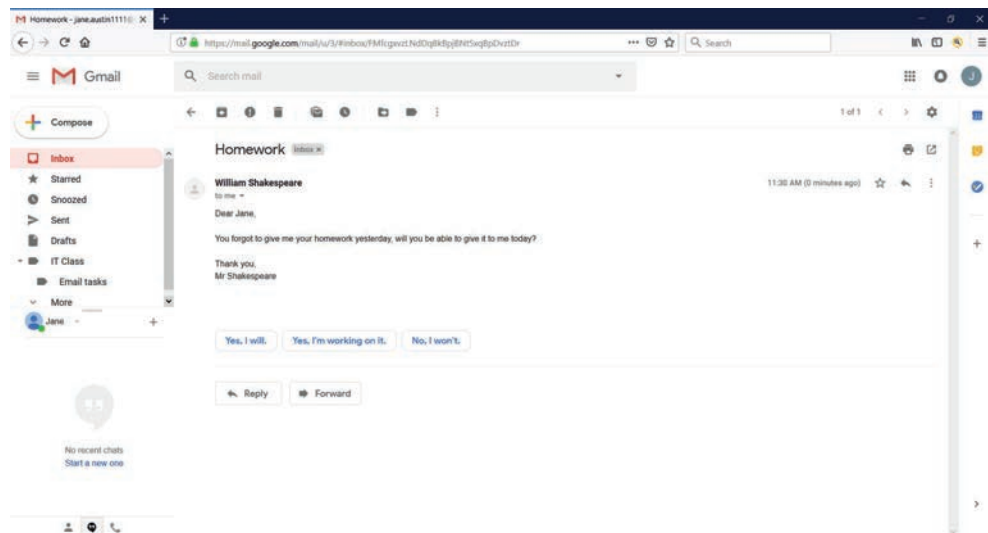 Homework - jane.austin1111@
https://mail.google.com/mail/u/3/#inbox/
Search
Gmail
Search mail
J
Compose
1 of 1
Inbox
Starred
Snoozed
Sent
Drafts
IT Class
Email tasks
More
Jane
No recent chats
Start a new one
Homework Inbox x
William Shakespeare 11:30 AM (0 minutes ago)
to me
Dear Jane,
You forgot to give me your homework yesterday, will you be able to give it to me today?
Thank you,
Mr Shakespeare
Yes, I will. Yes, I'm working on it. No, I won't.
Reply Forward